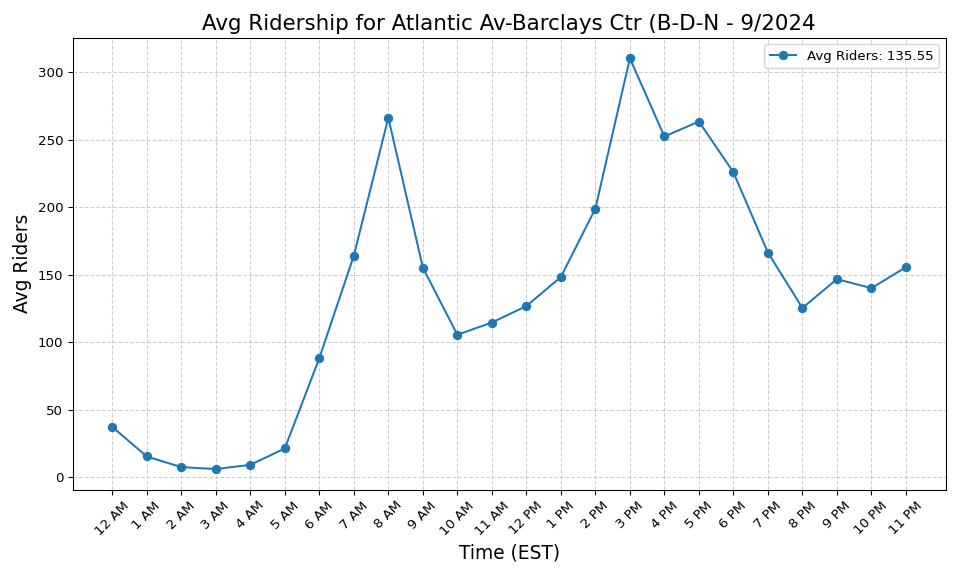 Avg Ridership for Atlantic Av-Barclays Ctr (B-D-N - 9/2024
Avg Riders: 135.55
300
250
200
150
100
50
0
Avg Riders
12 AM
1 AM
2 AM
3 AM
4 AM
5 AM
6 AM
7 AM
8 AM
9 AM
10 AM
11 AM
12 PM
1 PM
2 PM
3 PM
4 PM
5 PM
6 PM
7 PM
8 PM
9 PM
10 PM
11 PM
Time (EST)